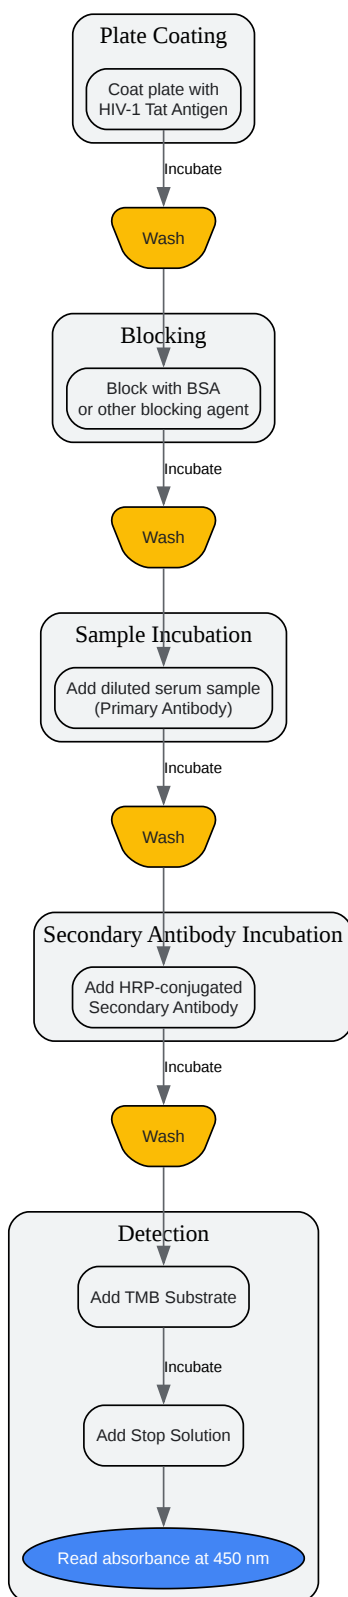 Plate Coating
Coat plate with
HIV-1 Tat Antigen
Incubate
Wash
Blocking
Block with BSA
or other blocking agent
Incubate
Wash
Sample Incubation
Add diluted serum sample
(Primary Antibody)
Incubate
Wash
Secondary Antibody Incubation
Add HRP-conjugated
Secondary Antibody
Incubate
Wash
Detection
Add TMB Substrate
Incubate
Add Stop Solution
Read absorbance at 450 nm